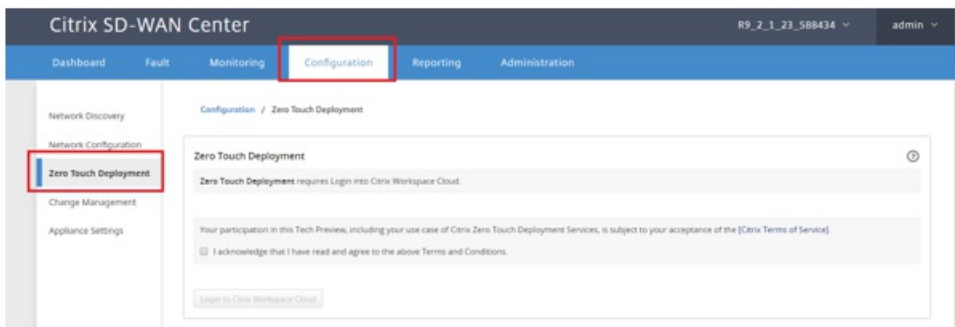 Citrix SD-WAN Center
R9_2_1_23_588434
admin
Dashboard Fault Monitoring Configuration Reporting Administration
Network Discovery
Network Configuration
Zero Touch Deployment
Change Management
Appliance Settings
Configuration / Zero Touch Deployment
Zero Touch Deployment
Zero Touch Deployment requires Login into Citrix Workspace Cloud.
Your participation in this Tech Preview, including your use case of Citrix Zero Touch Deployment Services, is subject to your acceptance of the [Citrix Terms of Service].
I acknowledge that I have read and agree to the above Terms and Conditions.
Login to Citrix Workspace Cloud